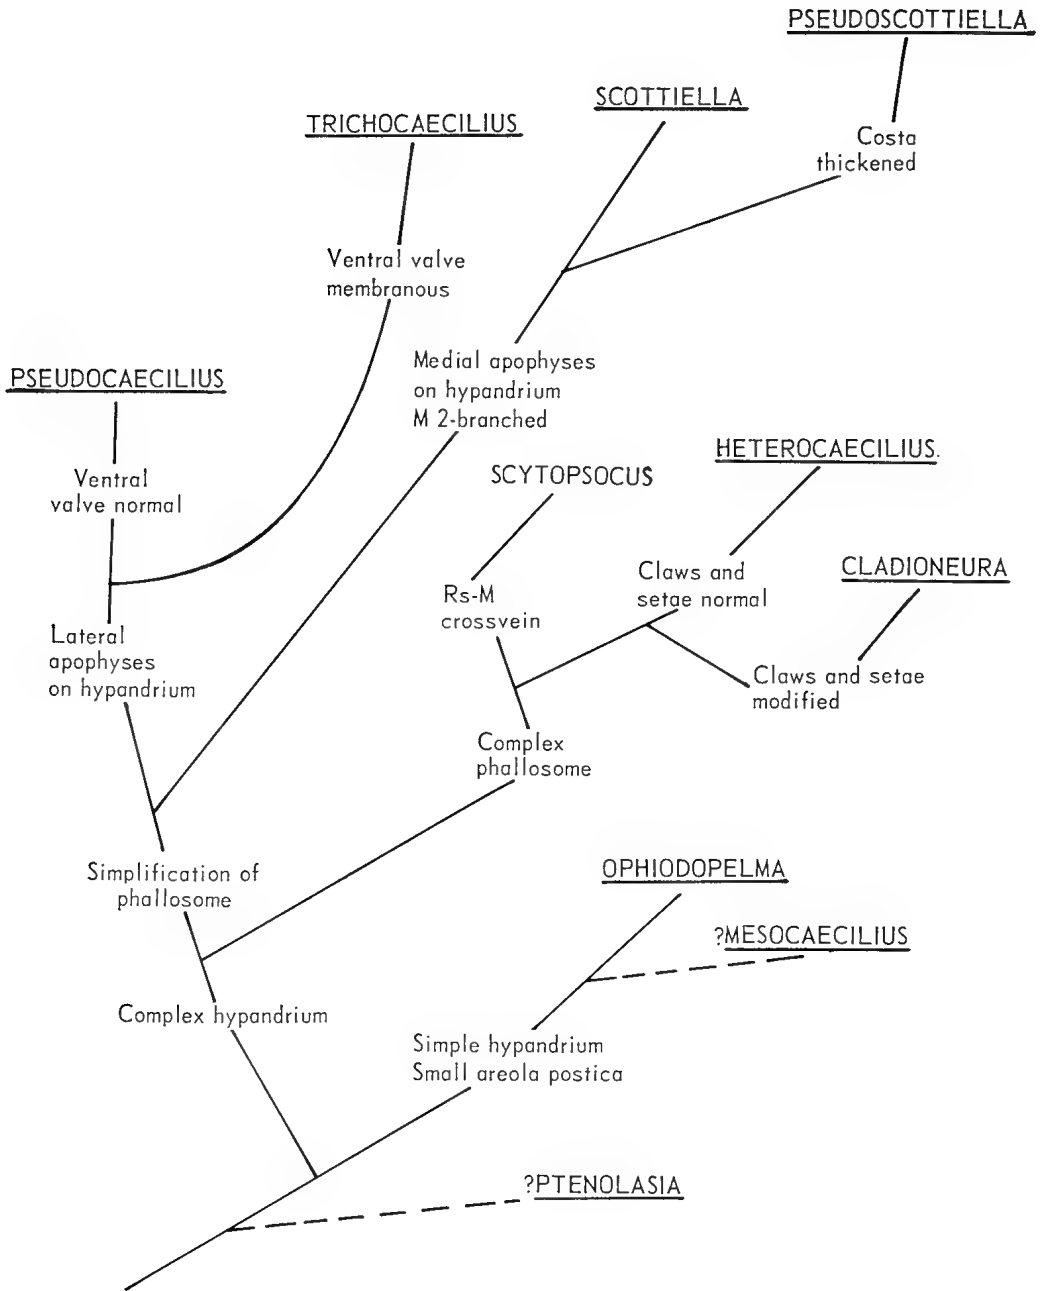 PSEUDOSCOTTIELLA
SCOTTIELLA
TRICHOCAECILIUS
Costa
thickened
Ventral valve
membranous
Medial apophyses
on hypandrium
M 2-branched
PSEUDOCAECILIUS
Ventral
valve normal
SCYTOPSOCUS
HETEROCAECILIUS.
CLADIONEURA
Claws and
setae normal
Rs-M
crossvein
Lateral
apophyses
on hypandrium
Claws and setae
modified
Complex
phallosome
Simplification of
phallosome
OPHIODOPELMA
?MESOCAECILIUS
Complex hypandrium
Simple hypandrium
Small areola postica
?PTENOLASIA